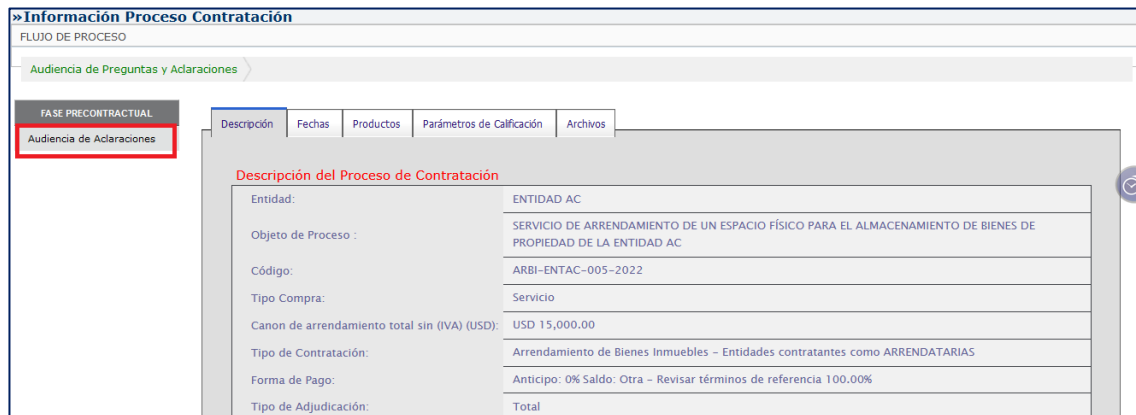 »Información Proceso Contratación
FLUJO DE PROCESO
Audiencia de Preguntas y Aclaraciones
FASE PRECONTRACTUAL
Audiencia de Aclaraciones
Descripción Fechas Productos Parámetros de Calificación Archivos
Descripción del Proceso de Contratación
Entidad: ENTIDAD AC
Objeto de Proceso : SERVICIO DE ARRENDAMIENTO DE UN ESPACIO FÍSICO PARA EL ALMACENAMIENTO DE BIENES DE
PROPIEDAD DE LA ENTIDAD AC
Código: ARBI-ENTAC-005-2022
Tipo Compra: Servicio
Canon de arrendamiento total sin (IVA) (USD): USD 15,000.00
Tipo de Contratación: Arrendamiento de Bienes Inmuebles - Entidades contratantes como ARRENDATARIAS
Forma de Pago: Anticipo: 0% Saldo: Otra - Revisar términos de referencia 100.00%
Tipo de Adjudicación: Total